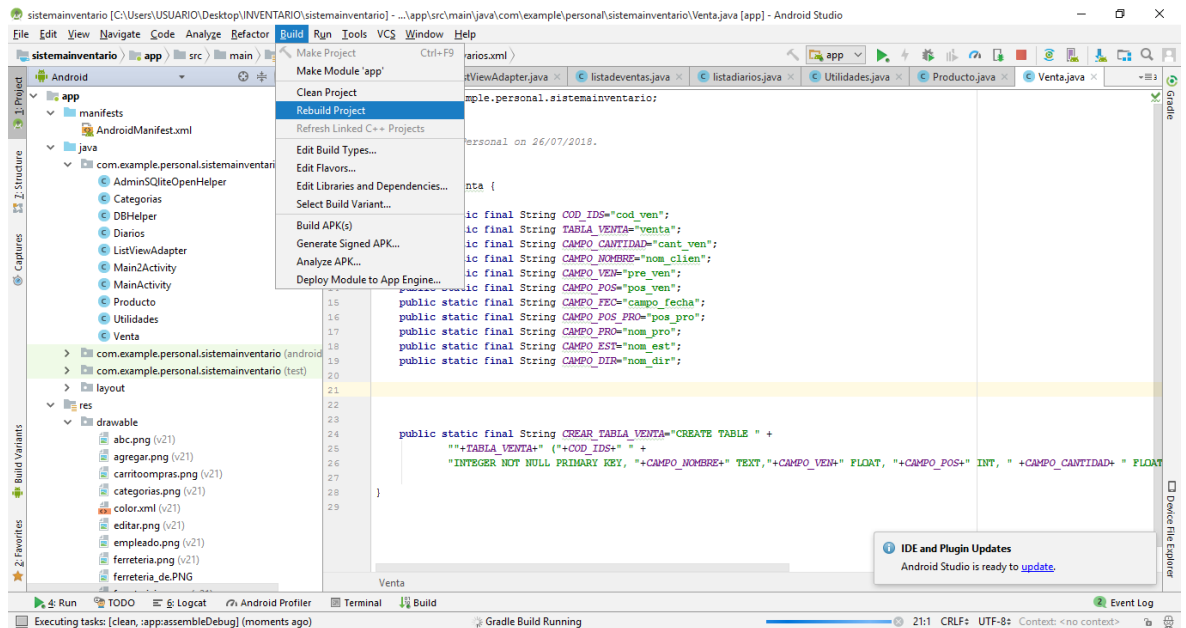 sistemainventario [C:\Users\USUARIO\Desktop\INVENTARIO\sistemainventario] - ...\app\src\main\java\com\example\personal\sistemainventario\Venta.java [app] - Android Studio
File Edit View Navigate Code Analyze Refactor Build Run Tools VCS Window Help
sistemainventario app src main
arios.xml
app
Make Project Ctrl+F9
Make Module 'app'
Clean Project
Rebuild Project
Refresh Linked C++ Projects
Edit Build Types...
Edit Flavors...
Edit Libraries and Dependencies...
Select Build Variant...
Build APK(s)
Generate Signed APK...
Analyze APK...
Deploy Module to App Engine...
Android
stViewAdapter.java listadeventas.java listadiarios.java Utilidades.java Producto.java Venta.java
1: Project
7: Structure
Captures
Build Variants
2: Favorites
app
manifests
AndroidManifest.xml
java
com.example.personal.sistemainventari
AdminSQliteOpenHelper
Categorias
DBHelper
Diarios
ListViewAdapter
Main2Activity
MainActivity
Producto
Utilidades
Venta
com.example.personal.sistemainventario (android
com.example.personal.sistemainventario (test)
layout
res
drawable
abc.png (v21)
agregar.png (v21)
carritoompras.png (v21)
categorias.png (v21)
color.xml (v21)
editar.png (v21)
empleado.png (v21)
ferreteria.png (v21)
ferreteria_de.PNG
mple.personal.sistemainventario;
ersonal on 26/07/2018.
nta {
ic final String COD_IDS="cod_ven";
ic final String TABLA_VENTA="venta";
ic final String CAMPO_CANTIDAD="cant_ven";
ic final String CAMPO_NOMBRE="nom_clien";
ic final String CAMPO_VEN="pre_ven";
public static final String CAMPO_POS="pos_ven";
15 public static final String CAMPO_FEC="campo_fecha";
16 public static final String CAMPO_POS_PRO="pos_pro";
17 public static final String CAMPO_PRO="nom_pro";
18 public static final String CAMPO_EST="nom_est";
19 public static final String CAMPO_DIR="nom_dir";
20
21
22
23
24 public static final String CREAR_TABLA_VENTA="CREATE TABLE " +
25 ""+TABLA_VENTA+" ("+COD_IDS+" " +
26 "INTEGER NOT NULL PRIMARY KEY, "+CAMPO_NOMBRE+" TEXT,"+CAMPO_VEN+" FLOAT, "+CAMPO_POS+" INT, " +CAMPO_CANTIDAD+ " FLOAT
27
28 }
29
Venta
Gradle
Device File Explorer
IDE and Plugin Updates
Android Studio is ready to update.
4: Run TODO 6: Logcat Android Profiler Terminal Build 2 Event Log
Executing tasks: [clean, :app:assembleDebug] (moments ago) Gradle Build Running 21:1 CRLF UTF-8 Context: <no context>